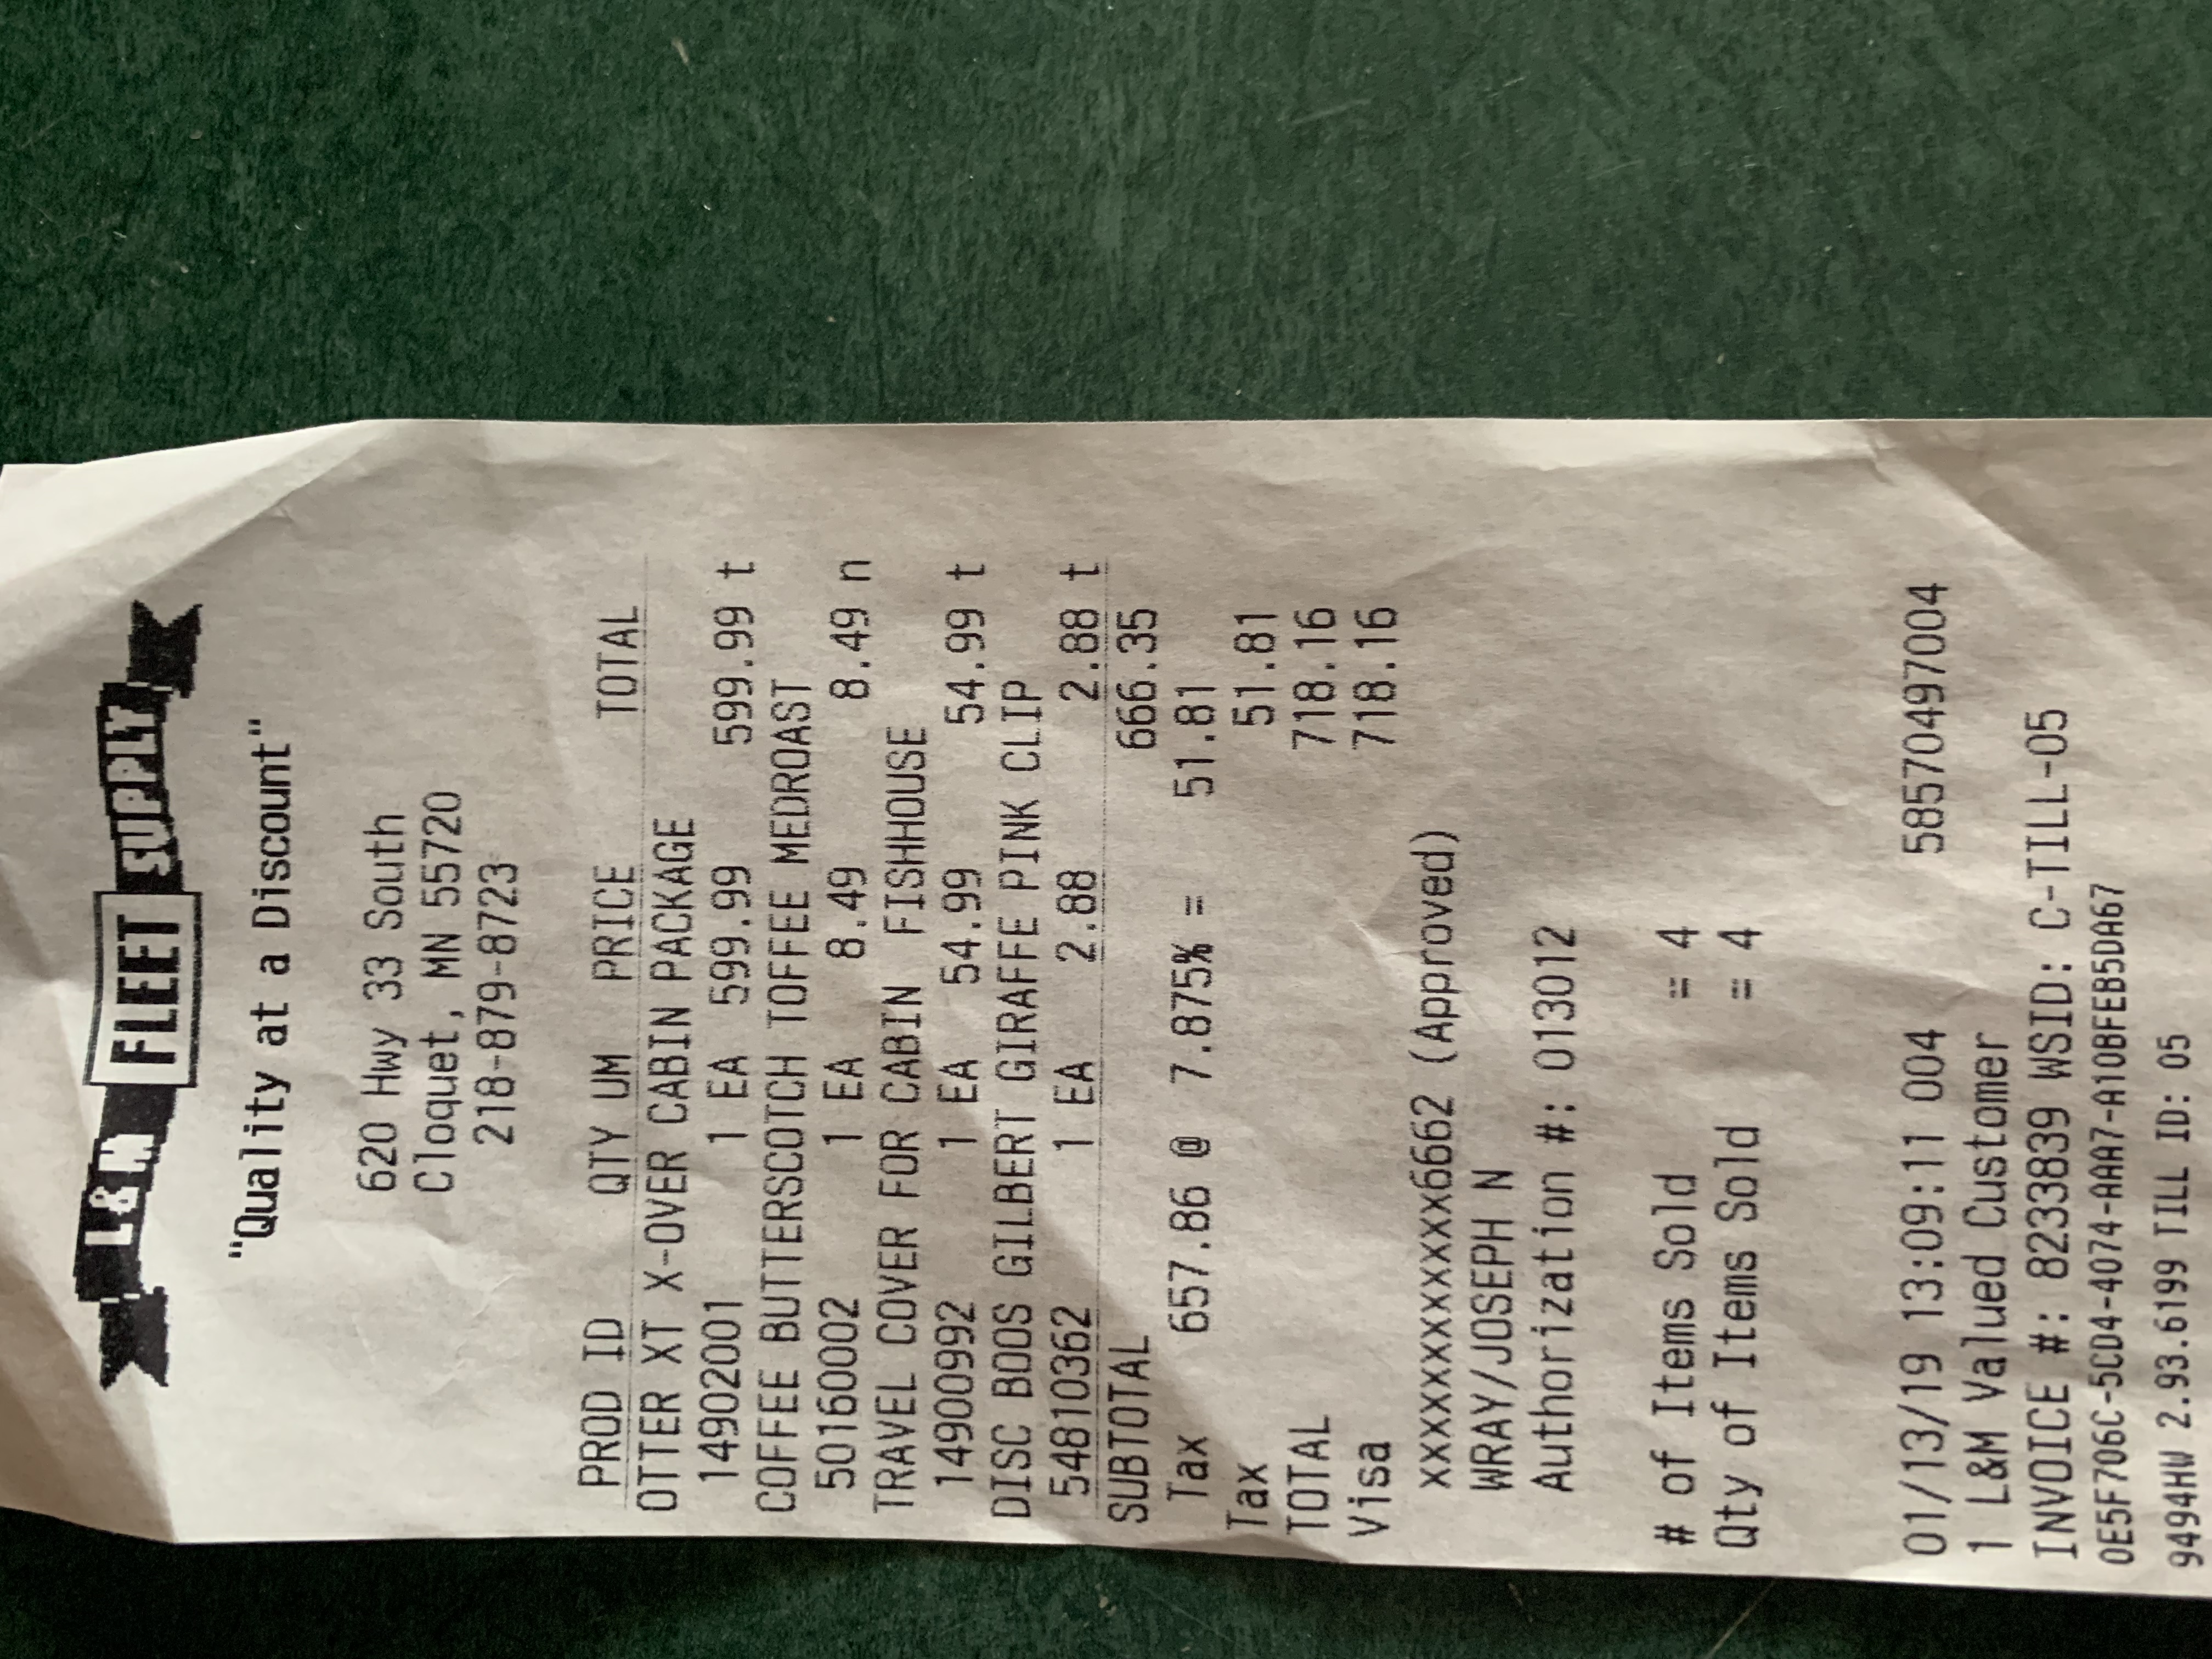 L&M FLEET SUPPLY
"Quality at a Discount"
620 Hwy 33 South
Cloquet, MN 55720
218-879-8723
PROD ID QTY UM PRICE TOTAL
OTTER XT X-OVER CABIN PACKAGE
149020001 1 EA 599.99 599.99 t
COFFEE BUTTERSCOTCH TOFFEE MEDROAST
501600002 1 EA 8.49 8.49 n
TRAVEL COVER FOR CABIN FISHHOUSE
149000992 1 EA 54.99 54.99 t
DISC BOOS GILBERT GIRAFFE PINK CLIP
54810362 1 EA 2.88 2.88 t
SUBTOTAL 666.35
Tax 657.86 @ 7.875% = 51.81
Tax 51.81
TOTAL 718.16
Visa 718.16
XXXXXXXXXXXX6662 (Approved)
WRAY/JOSEPH N
Authorization #: 013012
# of Items Sold = 4
Qty of Items Sold = 4
01/13/19 13:09:11 004 58570497004
1 L&M Valued Customer
INVOICE #: 8233839 WSID: C-TILL-05
0E5F706C-5CD4-4074-AAA7-A10BFEB5DA67
9494HW 2.93.6199 TILL ID: 05